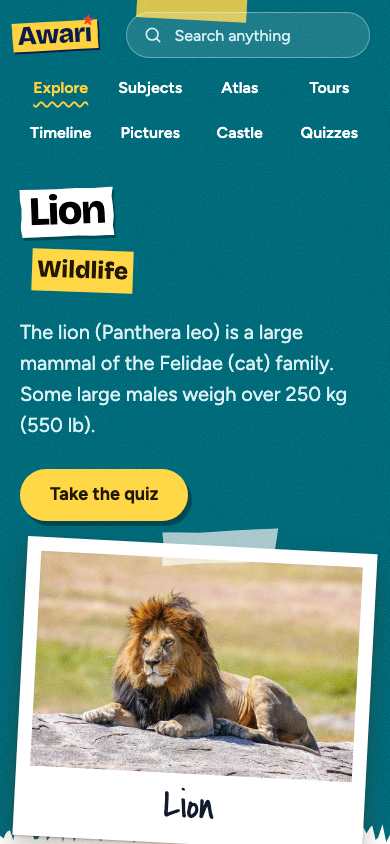 Awari
Search anything
Explore Subjects Atlas Tours
Timeline Pictures Castle Quizzes
Lion
Wildlife
The lion (Panthera leo) is a large
mammal of the Felidae (cat) family.
Some large males weigh over 250 kg
(550 lb).
Take the quiz
Lion